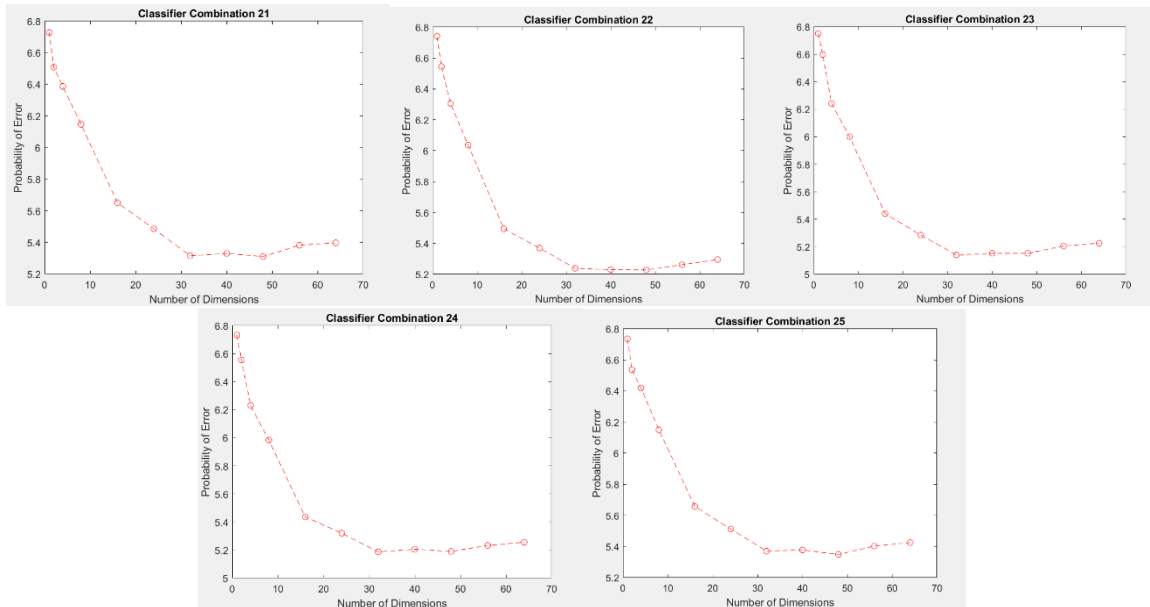 Classifier Combination 21
6.8
6.6
6.4
6.2
6
5.8
5.6
5.4
5.2
0 10 20 30 40 50 60 70
Number of Dimensions
Probability of Error
Classifier Combination 22
6.8
6.6
6.4
6.2
6
5.8
5.6
5.4
5.2
0 10 20 30 40 50 60 70
Number of Dimensions
Probability of Error
Classifier Combination 23
6.8
6.6
6.4
6.2
6
5.8
5.6
5.4
5.2
5
0 10 20 30 40 50 60 70
Number of Dimensions
Probability of Error
Classifier Combination 24
6.8
6.6
6.4
6.2
6
5.8
5.6
5.4
5.2
5
0 10 20 30 40 50 60 70
Number of Dimensions
Probability of Error
Classifier Combination 25
6.8
6.6
6.4
6.2
6
5.8
5.6
5.4
5.2
0 10 20 30 40 50 60 70
Number of Dimensions
Probability of Error